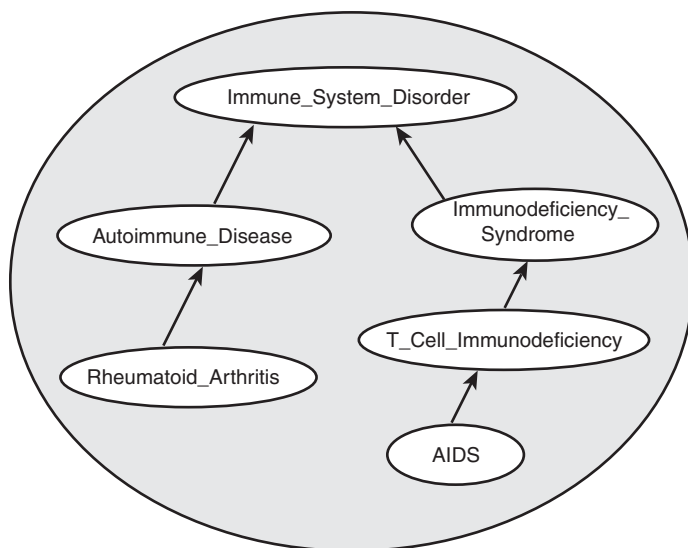 Immune_System_Disorder
Autoimmune_Disease
Immunodeficiency_
Syndrome
T_Cell_Immunodeficiency
Rheumatoid_Arthritis
AIDS